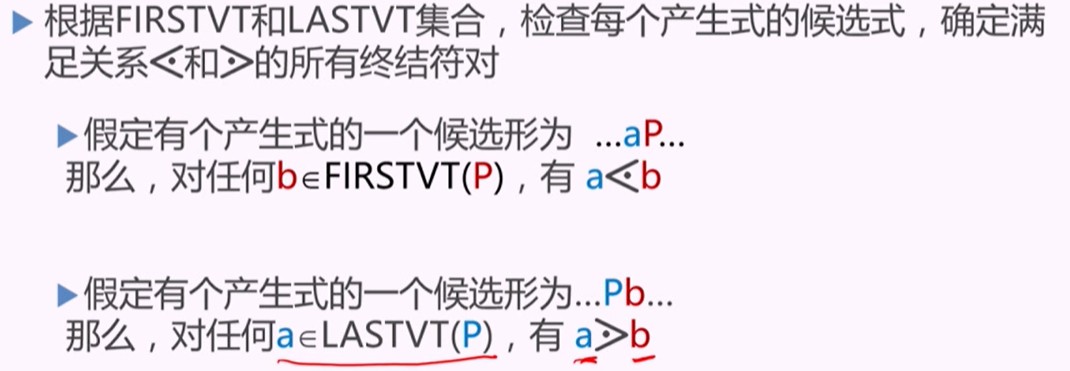 ▶根据FIRSTVT和LASTVT集合，检查每个产生式的候选式，确定满
足关系⋖和⋗的所有终结符对
▶假定有个产生式的一个候选形为 …aP…
那么，对任何b∈FIRSTVT(P)，有 a⋖b
▶假定有个产生式的一个候选形为…Pb…
那么，对任何a∈LASTVT(P)，有 a⋗b